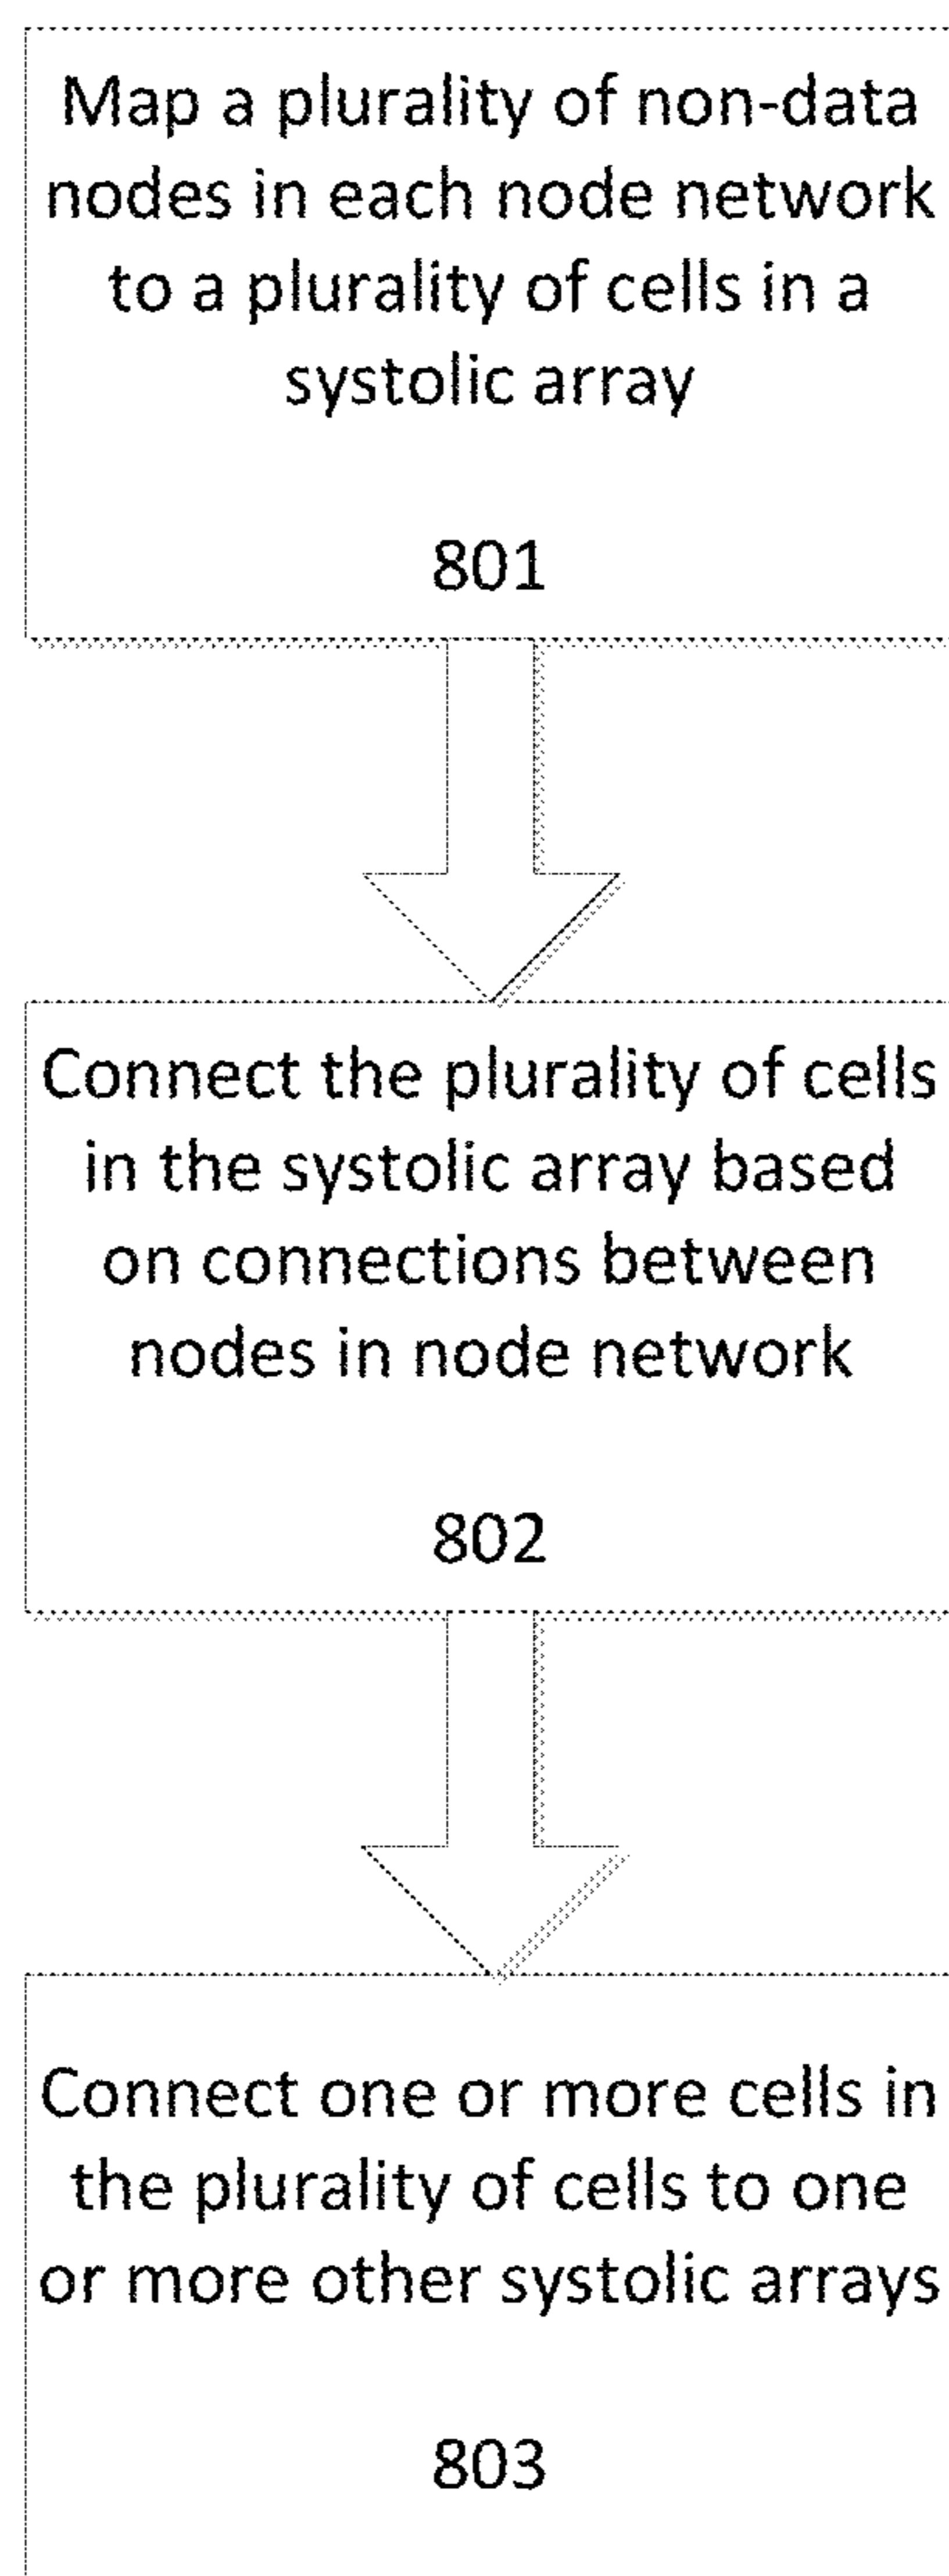 Map a plurality of non-data
nodes in each node network
to a plurality of cells in a
systolic array
801
Connect the plurality of cells
in the systolic array based
on connections between
nodes in node network
802
Connect one or more cells in
the plurality of cells to one
or more other systolic arrays
803